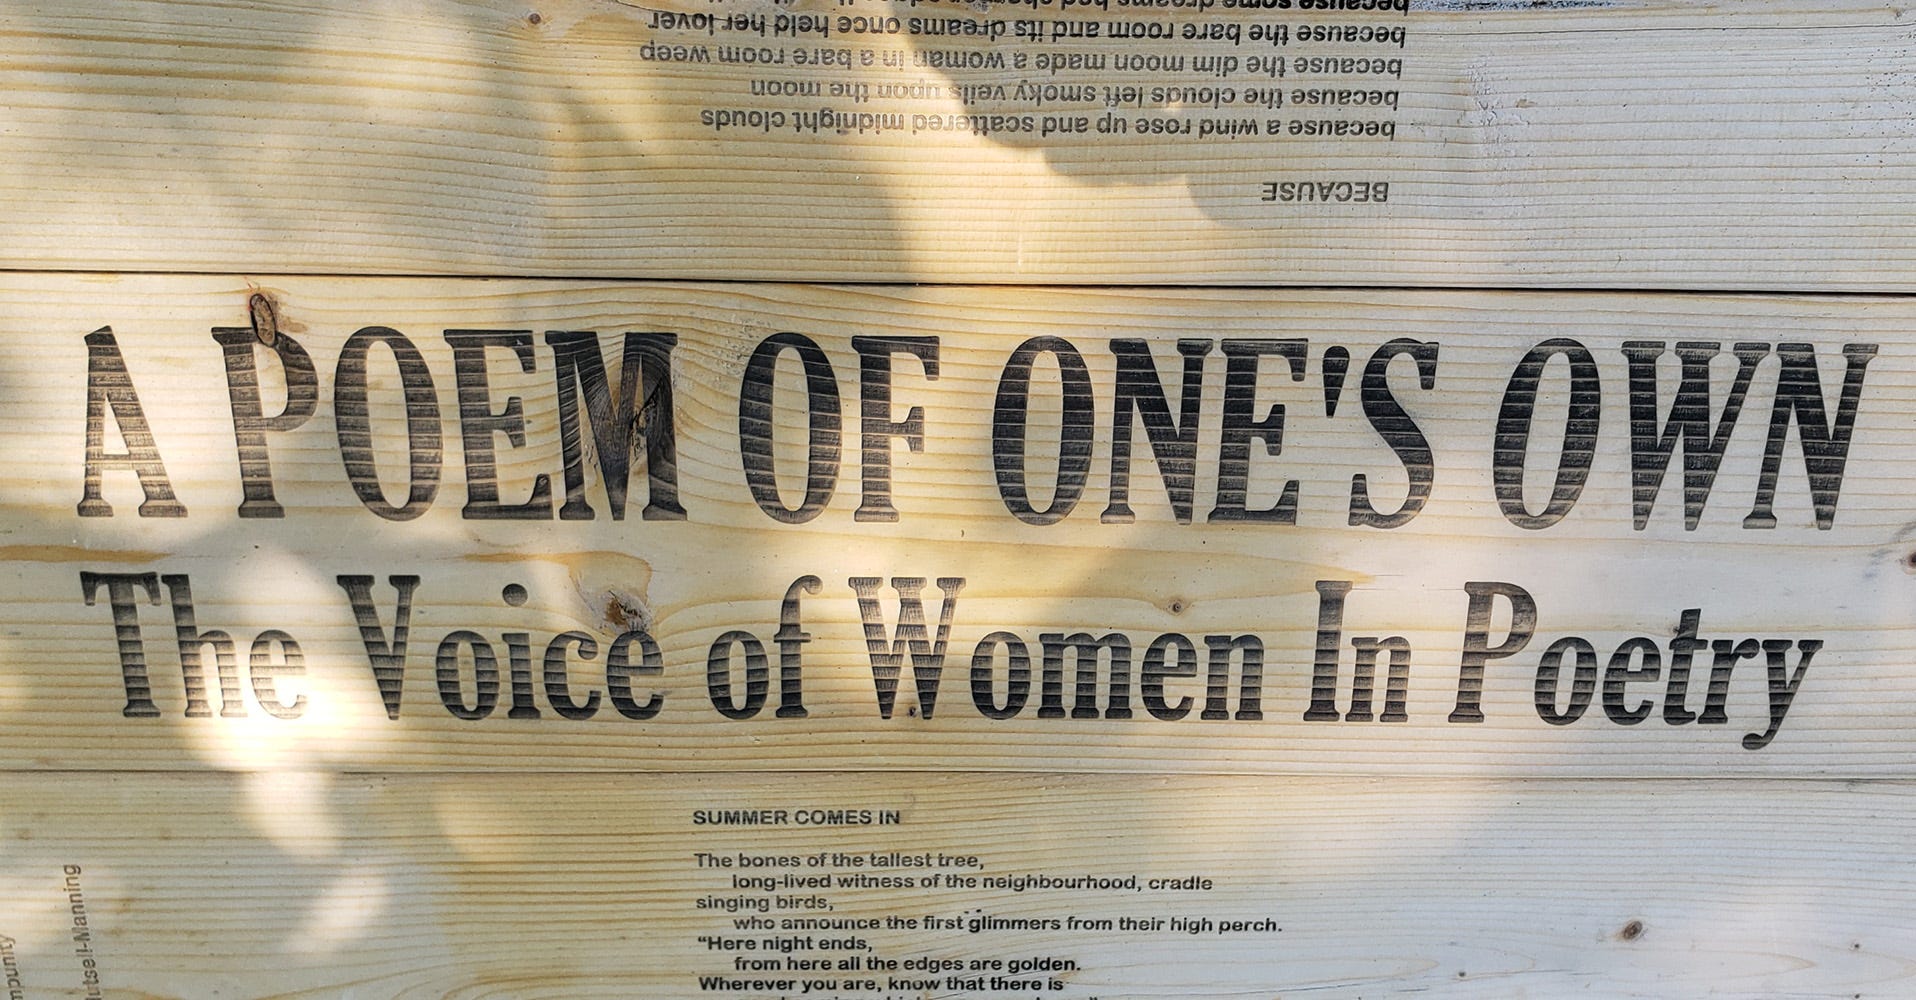 BECAUSE
because a wind rose up and scattered midnight clouds
because the clouds left smoky veils upon the moon
because the dim moon made a woman in a bare room weep
because the bare room and its dreams once held her lover
because some dreams had
A POEM OF ONE'S OWN
The Voice of Women In Poetry
SUMMER COMES IN
The bones of the tallest tree,
long-lived witness of the neighbourhood, cradle
singing birds,
who announce the first glimmers from their high perch.
“Here night ends,
from here all the edges are golden.
Wherever you are, know that there is